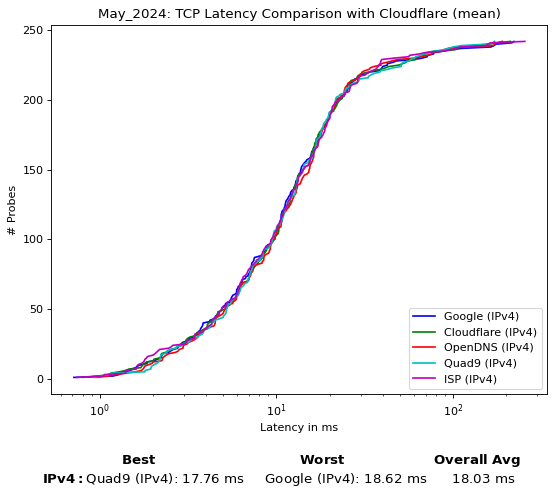 May_2024: TCP Latency Comparison with Cloudflare (mean)
250
200
150
100
50
0
# Probes
Google (IPv4)
Cloudflare (IPv4)
OpenDNS (IPv4)
Quad9 (IPv4)
ISP (IPv4)
10⁰
10¹
10²
Latency in ms
Best Worst Overall Avg
IPv4: Quad9 (IPv4): 17.76 ms Google (IPv4): 18.62 ms 18.03 ms